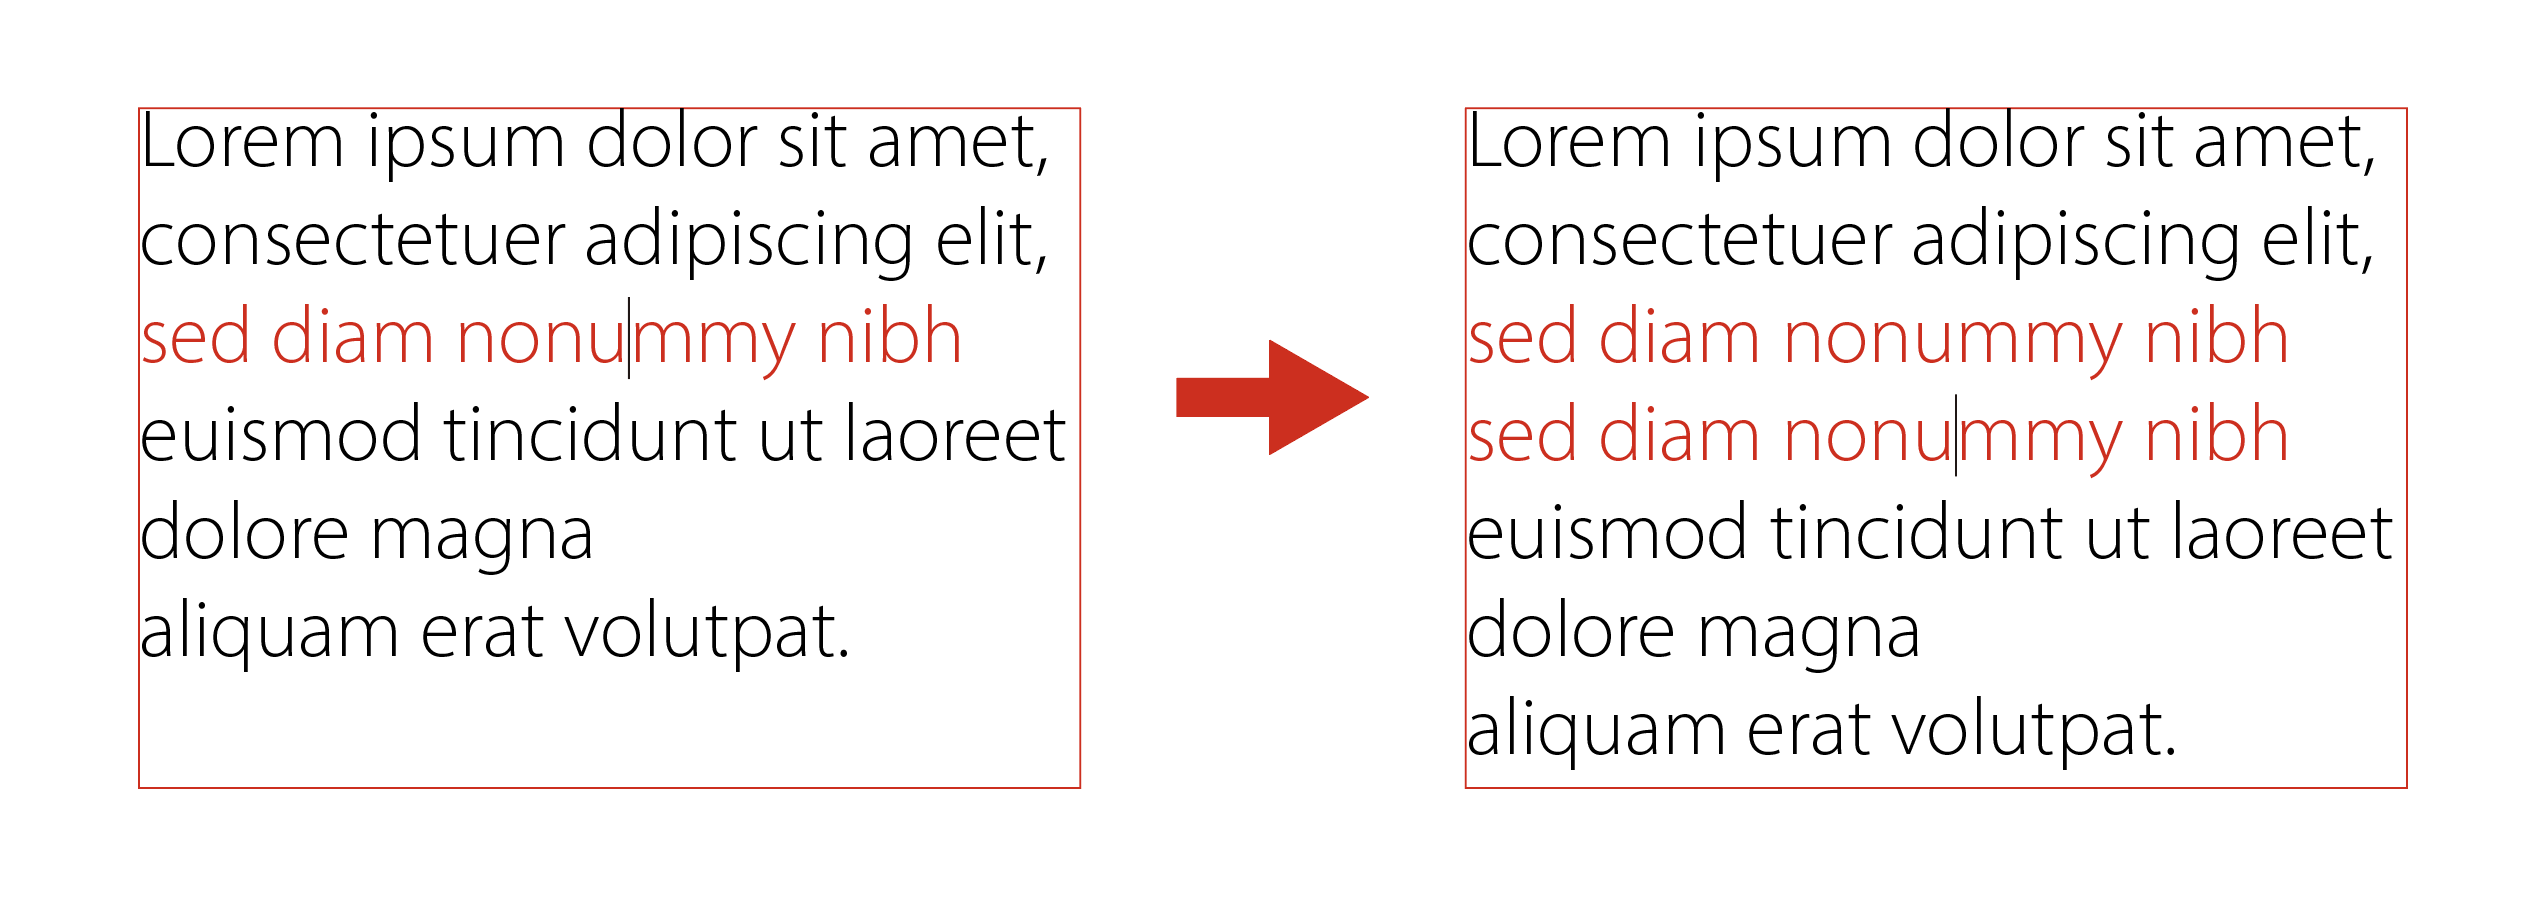 Lorem ipsum dolor sit amet,
consectetuer adipiscing elit,
sed diam nonummy nibh
euismod tincidunt ut laoreet
dolore magna
aliquam erat volutpat.
Lorem ipsum dolor sit amet,
consectetuer adipiscing elit,
sed diam nonummy nibh
sed diam nonummy nibh
euismod tincidunt ut laoreet
dolore magna
aliquam erat volutpat.